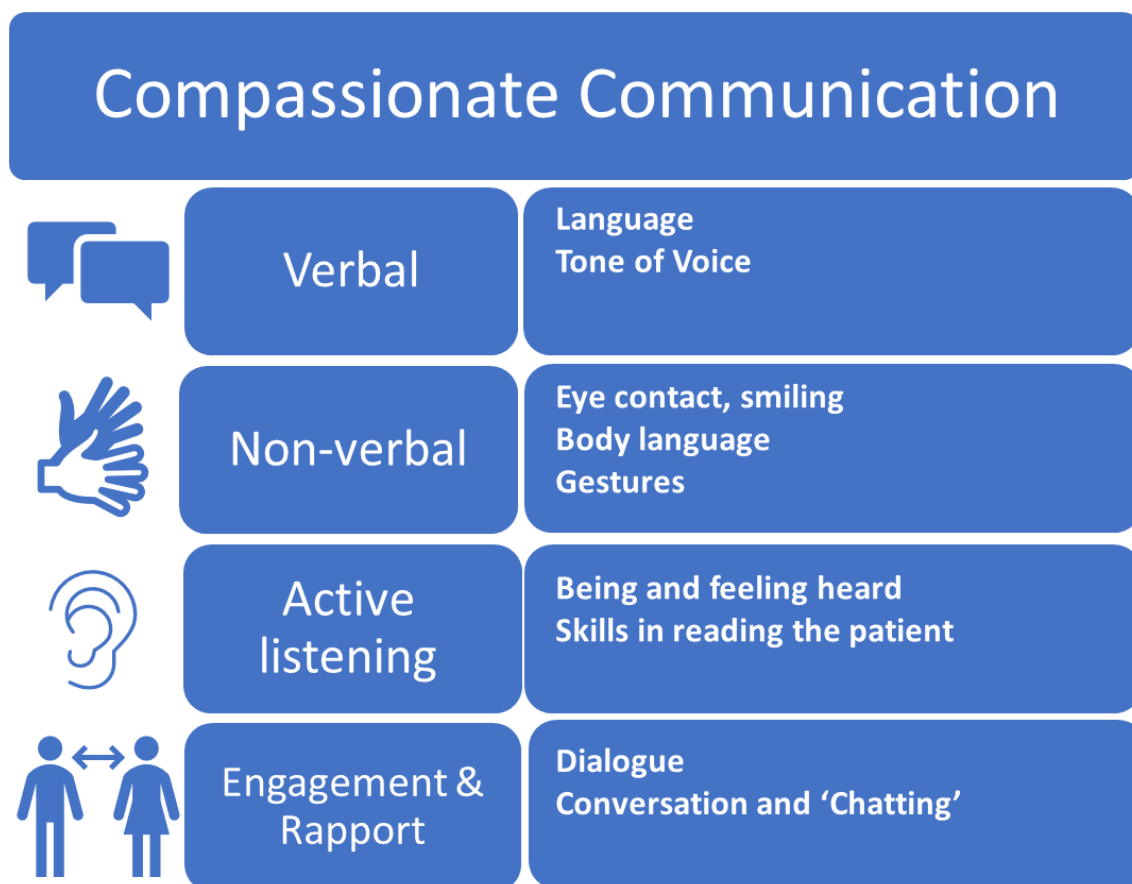 Compassionate Communication
Verbal
Language
Tone of Voice
Non-verbal
Eye contact, smiling
Body language
Gestures
Active
listening
Being and feeling heard
Skills in reading the patient
Engagement &
Rapport
Dialogue
Conversation and ‘Chatting’